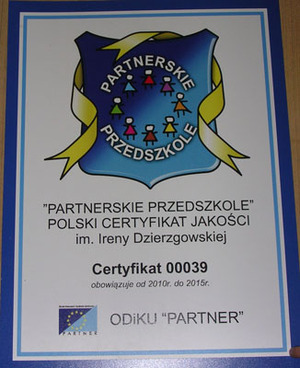 PARTNERSKIE
PRZEDSZKOLE
"PARTNERSKIE PRZEDSZKOLE"
POLSKI CERTYFIKAT JAKOŚCI
im. Ireny Dzierzgowskiej
Certyfikat 00039
obowiązuje od 2010r. do 2015r.
PARTNER
ODiKU "PARTNER"